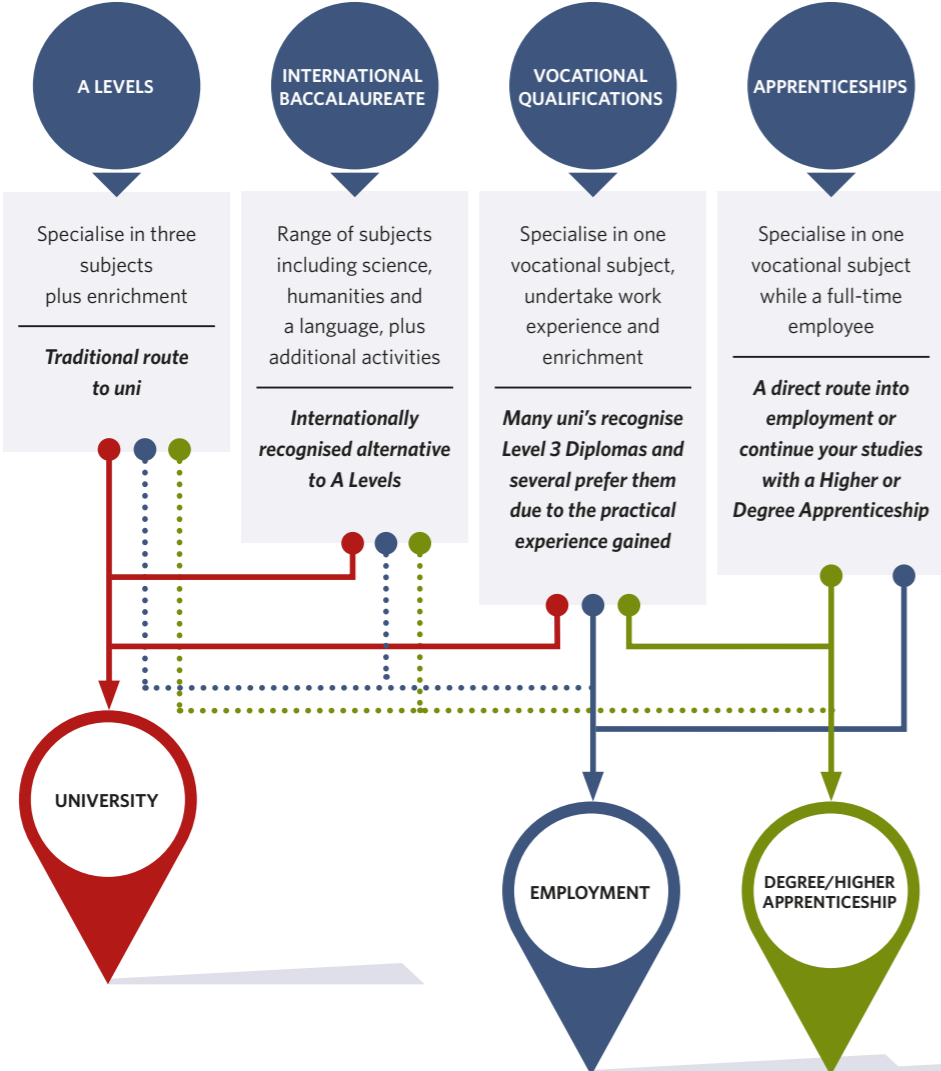 A LEVELS
INTERNATIONAL
BACCALAUREATE
VOCATIONAL
QUALIFICATIONS
APPRENTICESHIPS
Specialise in three
subjects
plus enrichment
Traditional route
to uni
Range of subjects
including science,
humanities and
a language, plus
additional activities
Internationally
recognised alternative
to A Levels
Specialise in one
vocational subject,
undertake work
experience and
enrichment
Many uni's recognise
Level 3 Diplomas and
several prefer them
due to the practical
experience gained
Specialise in one
vocational subject
while a full-time
employee
A direct route into
employment or
continue your studies
with a Higher or
Degree Apprenticeship
UNIVERSITY
EMPLOYMENT
DEGREE/HIGHER
APPRENTICESHIP